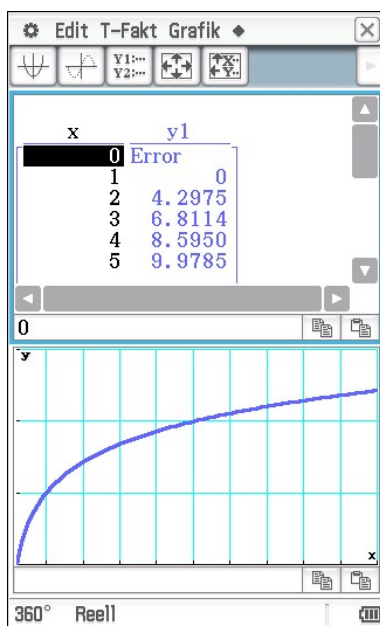 Edit T-Fakt Grafik ◆
Y1:···
Y2:···
X··
Y··
x y1
0 Error
1 0
2 4.2975
3 6.8114
4 8.5950
5 9.9785
0
y
x
360° Reell